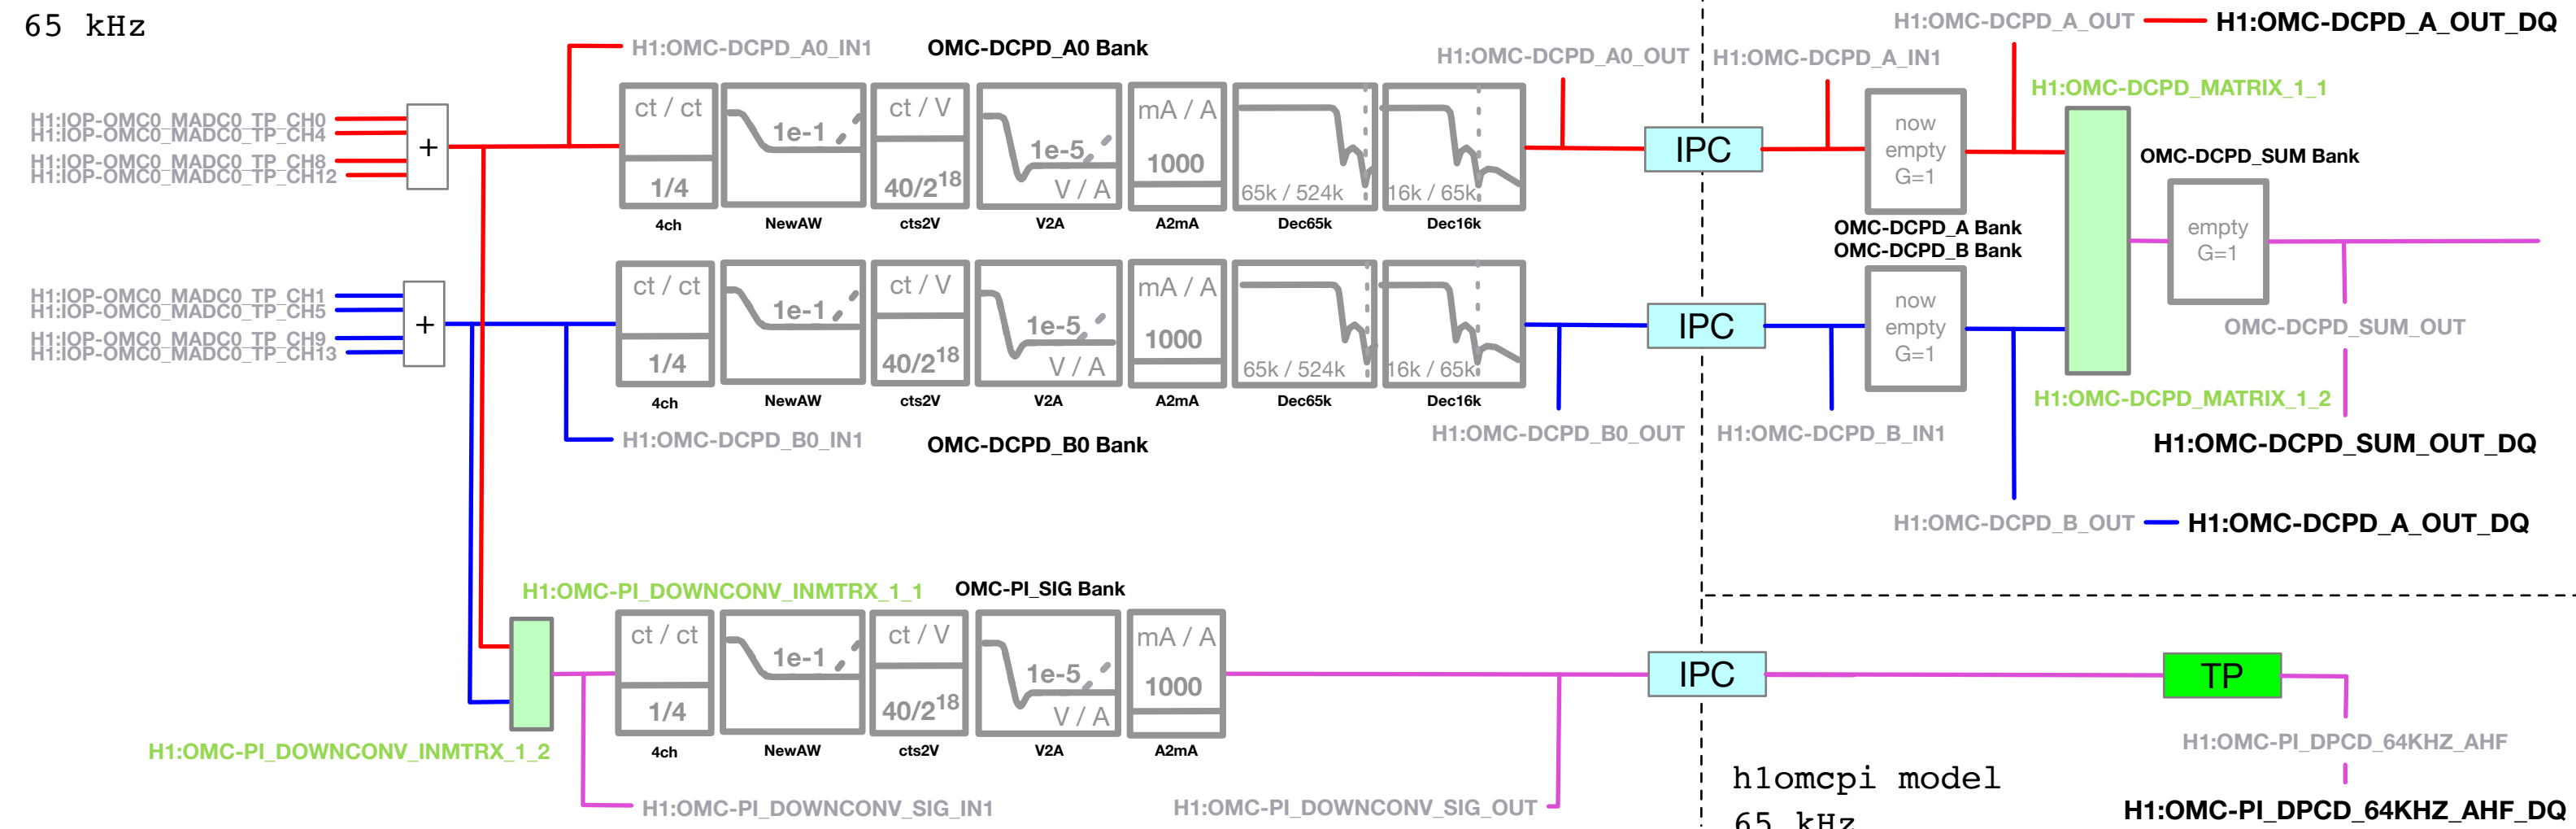 65 kHz
H1:OMC-DCPD_A0_IN1
OMC-DCPD_A0 Bank
H1:OMC-DCPD_A0_OUT
H1:OMC-DCPD_A_IN1
H1:OMC-DCPD_A_OUT
H1:OMC-DCPD_A_OUT_DQ
H1:IOP-OMC0_MADC0_TP_CH0
H1:IOP-OMC0_MADC0_TP_CH4
H1:IOP-OMC0_MADC0_TP_CH8
H1:IOP-OMC0_MADC0_TP_CH12
+
ct / ct
1/4
4ch
1e-1
NewAW
ct / V
40/2^18
cts2V
1e-5
V / A
V2A
mA / A
1000
A2mA
65k / 524k
Dec65k
16k / 65k
Dec16k
IPC
now
empty
G=1
OMC-DCPD_A Bank
OMC-DCPD_B Bank
H1:OMC-DCPD_MATRIX_1_1
OMC-DCPD_SUM Bank
empty
G=1
H1:IOP-OMC0_MADC0_TP_CH1
H1:IOP-OMC0_MADC0_TP_CH5
H1:IOP-OMC0_MADC0_TP_CH9
H1:IOP-OMC0_MADC0_TP_CH13
+
ct / ct
1/4
4ch
1e-1
NewAW
ct / V
40/2^18
cts2V
1e-5
V / A
V2A
mA / A
1000
A2mA
65k / 524k
Dec65k
16k / 65k
Dec16k
IPC
now
empty
G=1
OMC-DCPD_SUM_OUT
H1:OMC-DCPD_MATRIX_1_2
H1:OMC-DCPD_B0_IN1
OMC-DCPD_B0 Bank
H1:OMC-DCPD_B0_OUT
H1:OMC-DCPD_B_IN1
H1:OMC-DCPD_SUM_OUT_DQ
H1:OMC-DCPD_B_OUT
H1:OMC-DCPD_A_OUT_DQ
H1:OMC-PI_DOWNCONV_INMTRX_1_1
OMC-PI_SIG Bank
ct / ct
1/4
4ch
1e-1
NewAW
ct / V
40/2^18
cts2V
1e-5
V / A
V2A
mA / A
1000
A2mA
IPC
TP
H1:OMC-PI_DOWNCONV_INMTRX_1_2
H1:OMC-PI_DPCD_64KHZ_AHF
H1:OMC-PI_DOWNCONV_SIG_IN1
H1:OMC-PI_DOWNCONV_SIG_OUT
h1omcpi model
65 kHz
H1:OMC-PI_DPCD_64KHZ_AHF_DQ